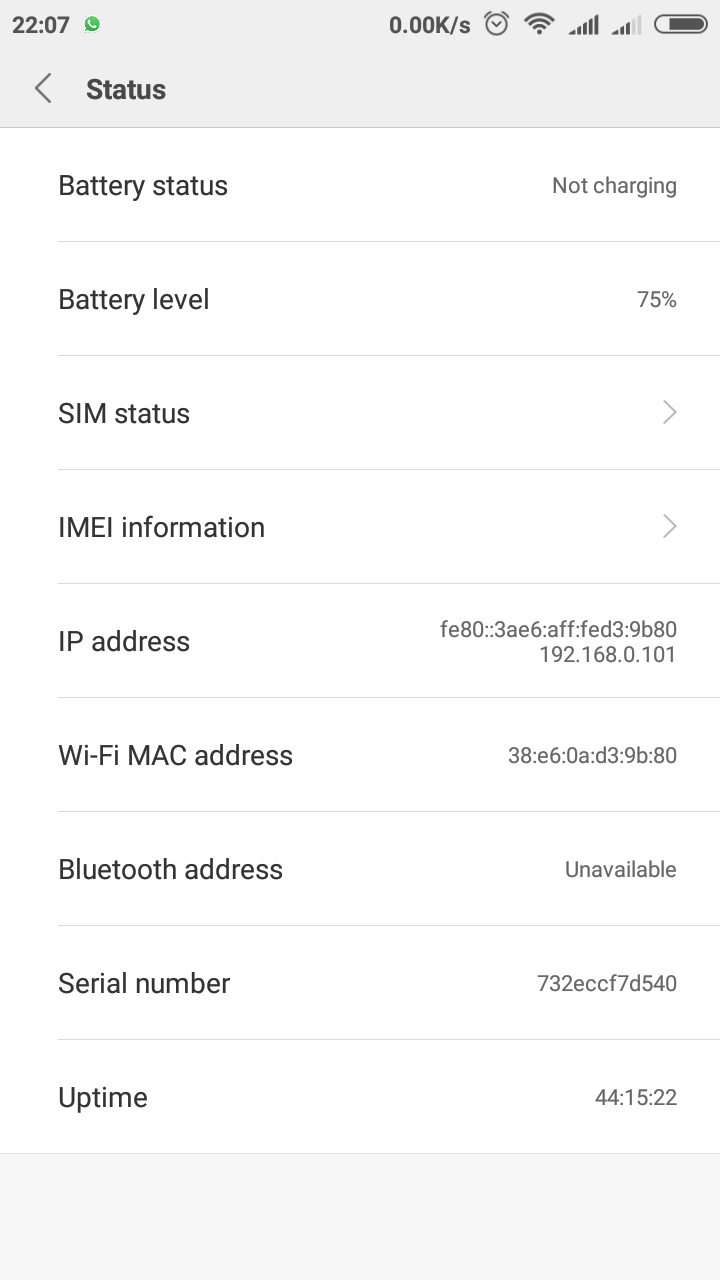 22:07 0.00K/s
Status
Battery status Not charging
Battery level 75%
SIM status
IMEI information
IP address fe80::3ae6:aff:fed3:9b80
192.168.0.101
Wi-Fi MAC address 38:e6:0a:d3:9b:80
Bluetooth address Unavailable
Serial number 732eccf7d540
Uptime 44:15:22